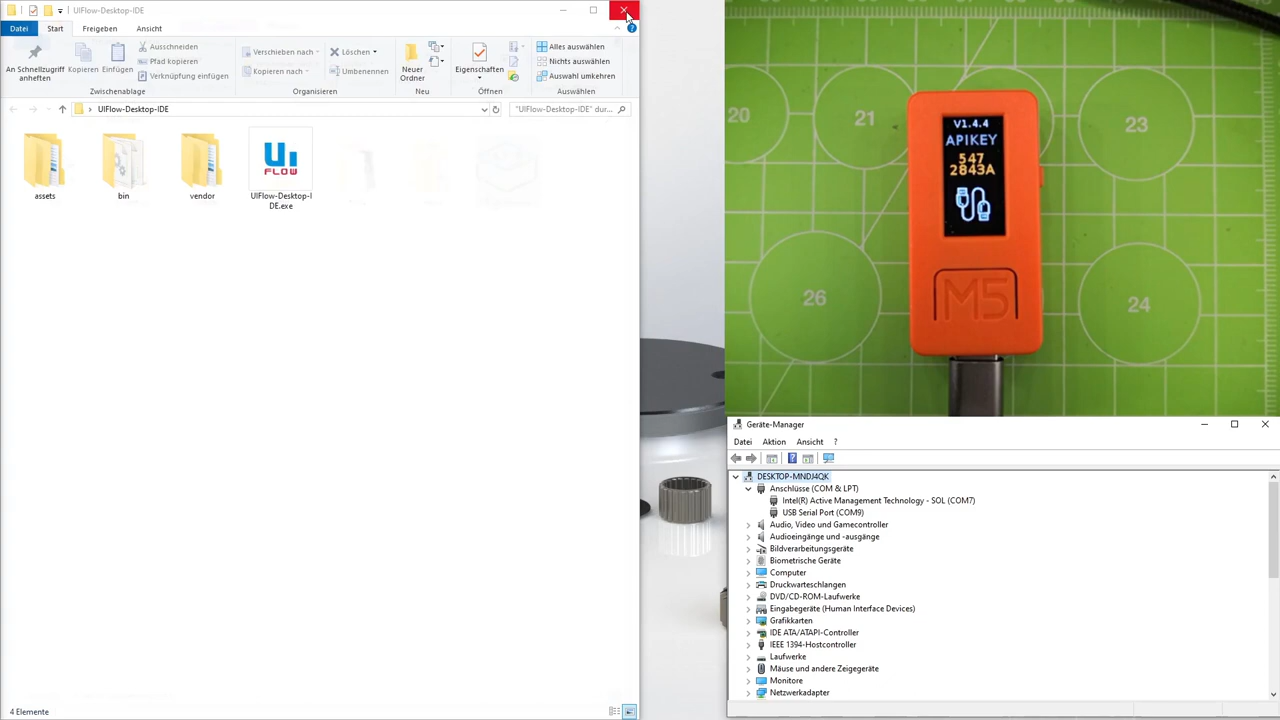 UIFlow-Desktop-IDE
Datei
Start
Freigeben
Ansicht
An Schnellzugriff
anheften
Kopieren
Einfügen
Ausschneiden
Pfad kopieren
Verknüpfung einfügen
Zwischenablage
Verschieben nach
Kopieren nach
Löschen
Umbenennen
Organisieren
Neuer
Ordner
Neu
Eigenschaften
Öffnen
Alles auswählen
Nichts auswählen
Auswahl umkehren
Auswählen
UIFlow-Desktop-IDE
"UIFlow-Desktop-IDE" dur...
assets
bin
vendor
Ui
FLOW
UIFlow-Desktop-I
DE.exe
4 Elemente
20
21
23
26
24
V1.4.4
APIKEY
547
2843A
M5
Geräte-Manager
Datei
Aktion
Ansicht
?
DESKTOP-MNDJ4QK
Anschlüsse (COM & LPT)
Intel(R) Active Management Technology - SOL (COM7)
USB Serial Port (COM9)
Audio, Video und Gamecontroller
Audioeingänge und -ausgänge
Bildverarbeitungsgeräte
Biometrische Geräte
Computer
Druckwarteschlangen
DVD/CD-ROM-Laufwerke
Eingabegeräte (Human Interface Devices)
Grafikkarten
IDE ATA/ATAPI-Controller
IEEE 1394-Hostcontroller
Laufwerke
Mäuse und andere Zeigegeräte
Monitore
Netzwerkadapter